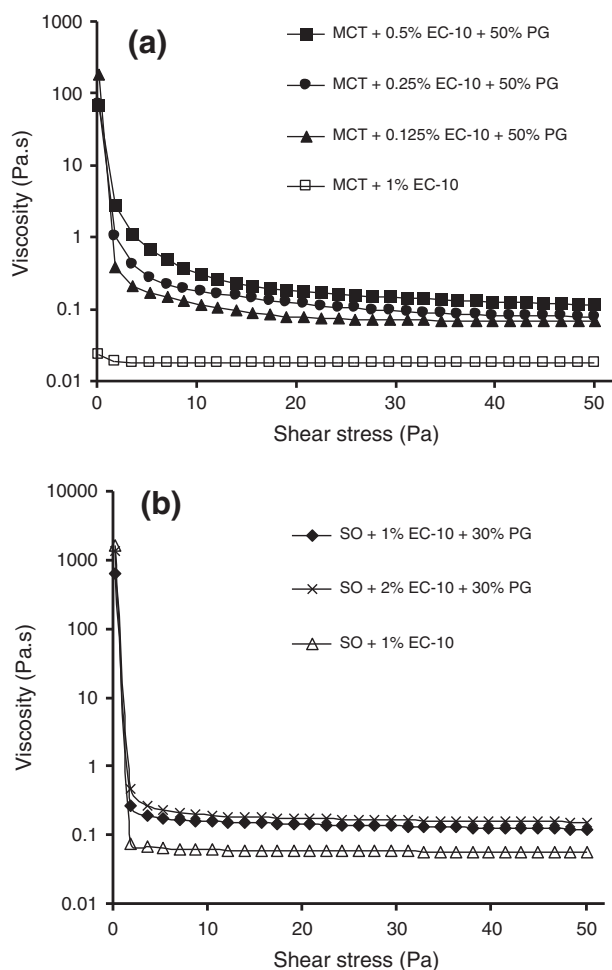 (a)
MCT + 0.5% EC-10 + 50% PG
MCT + 0.25% EC-10 + 50% PG
MCT + 0.125% EC-10 + 50% PG
MCT + 1% EC-10
Viscosity (Pa.s)
1000
100
10
1
0.1
0.01
0
10
20
30
40
50
Shear stress (Pa)
(b)
SO + 1% EC-10 + 30% PG
SO + 2% EC-10 + 30% PG
SO + 1% EC-10
Viscosity (Pa.s)
10000
1000
100
10
1
0.1
0.01
0
10
20
30
40
50
Shear stress (Pa)